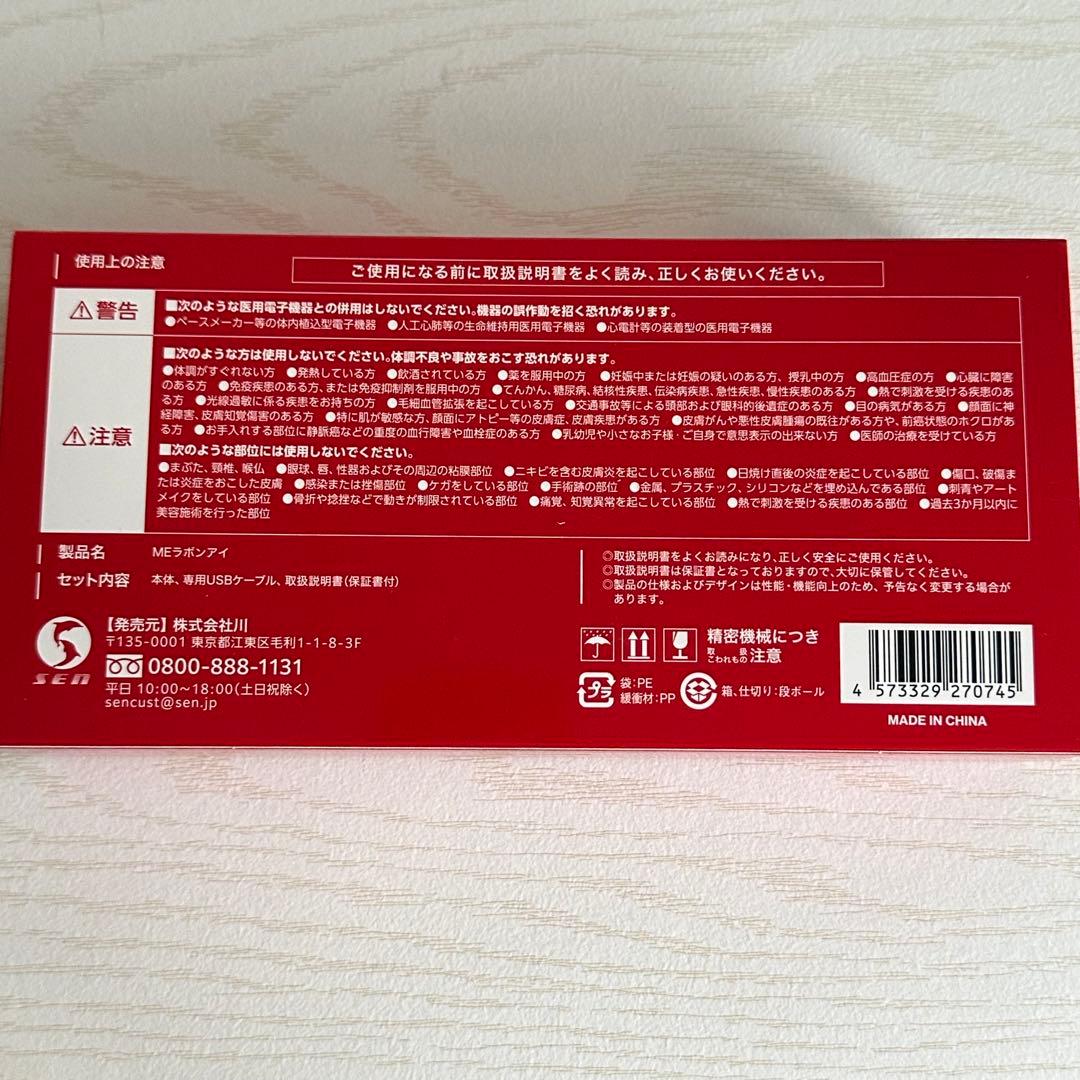 使用上の注意
ご使用になる前に取扱説明書をよく読み、正しくお使いください。
⚠警告
■次のような医用電子機器との併用はしないでください。機器の誤作動を招く恐れがあります。
●ペースメーカー等の体内植込型電子機器 ●人工心肺等の生命維持用医用電子機器 ●心電計等の装着型の医用電子機器
⚠注意
■次のような方は使用しないでください。体調不良や事故をおこす恐れがあります。
●体調がすぐれない方 ●発熱している方 ●飲酒されている方 ●薬を服用中の方 ●妊娠中または妊娠の疑いのある方、授乳中の方 ●高血圧症の方 ●心臓に障害
のある方 ●免疫疾患のある方、または免疫抑制剤を服用中の方 ●てんかん、糖尿病、結核性疾患、伝染病疾患、急性疾患、慢性疾患のある方 ●熱で刺激を受ける疾患のあ
る方 ●光線過敏に係る疾患をお持ちの方 ●毛細血管拡張を起こしている方 ●交通事故等による頭部および眼科的後遺症のある方 ●目の病気がある方 ●顔面に神
経障害、皮膚知覚傷害のある方 ●特に肌が敏感な方、顔面にアトピー等の皮膚症、皮膚疾患がある方 ●皮膚がんや悪性皮膚腫瘍の既往がある方や、前癌状態のホクロがあ
る方 ●お手入れする部位に静脈癌などの重度の血行障害や血栓症のある方 ●乳幼児や小さなお子様・ご自身で意思表示の出来ない方 ●医師の治療を受けている方
■次のような部位には使用しないでください。
●まぶた、頸椎、喉仏 ●眼球、唇、性器およびその周辺の粘膜部位 ●ニキビを含む皮膚炎を起こしている部位 ●日焼け直後の炎症を起こしている部位 ●傷口、破傷ま
たは炎症をおこした皮膚 ●感染または挫傷部位 ●ケガをしている部位 ●手術跡の部位 ●金属、プラスチック、シリコンなどを埋め込んである部位 ●刺青やアート
メイクをしている部位 ●骨折や捻挫などで動きが制限されている部位 ●痛覚、知覚異常を起こしている部位 ●熱で刺激を受ける疾患のある部位 ●過去3か月以内に
美容施術を行った部位
製品名 MEラボンアイ
セット内容 本体、専用USBケーブル、取扱説明書(保証書付)
◎取扱説明書をよくお読みになり、正しく安全にご使用ください。
◎取扱説明書は保証書となっておりますので、大切に保管してください。
◎製品の仕様およびデザインは性能・機能向上のため、予告なく変更する場合が
あります。
SEN
【発売元】株式会社川
〒135-0001 東京都江東区毛利1-1-8-3F
0800-888-1131
平日 10:00〜18:00(土日祝除く)
sencust@sen.jp
精密機械につき
取扱注意
こわれもの
プラ
袋:PE
緩衝材:PP
箱、仕切り:段ボール
4 573329 270745
MADE IN CHINA